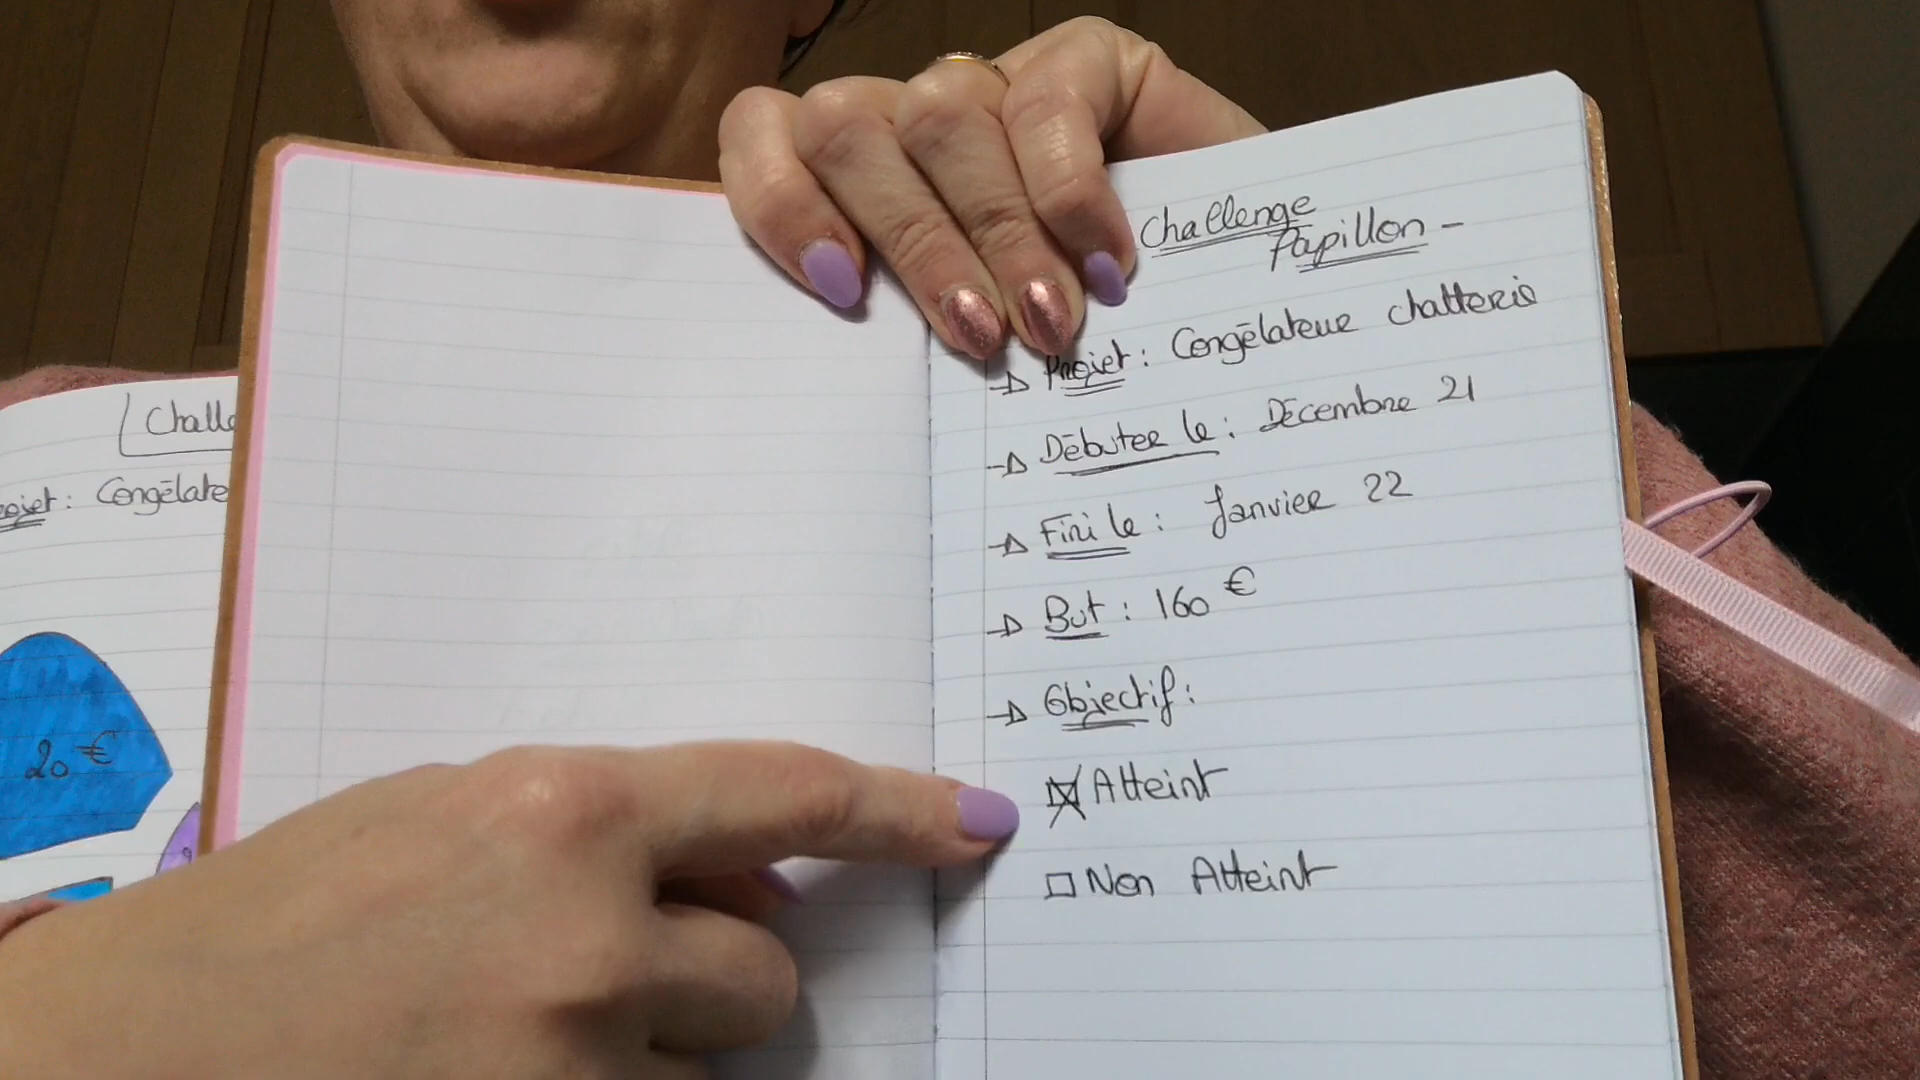 Challenge
Papillon -
→ Projet : Congélateur chatterie
→ Débuter le : Décembre 21
→ Fini le : Janvier 22
→ But : 160 €
→ Objectif :
☒ Atteint
☐ Non Atteint
Challe
ojet : Congélate
20 €